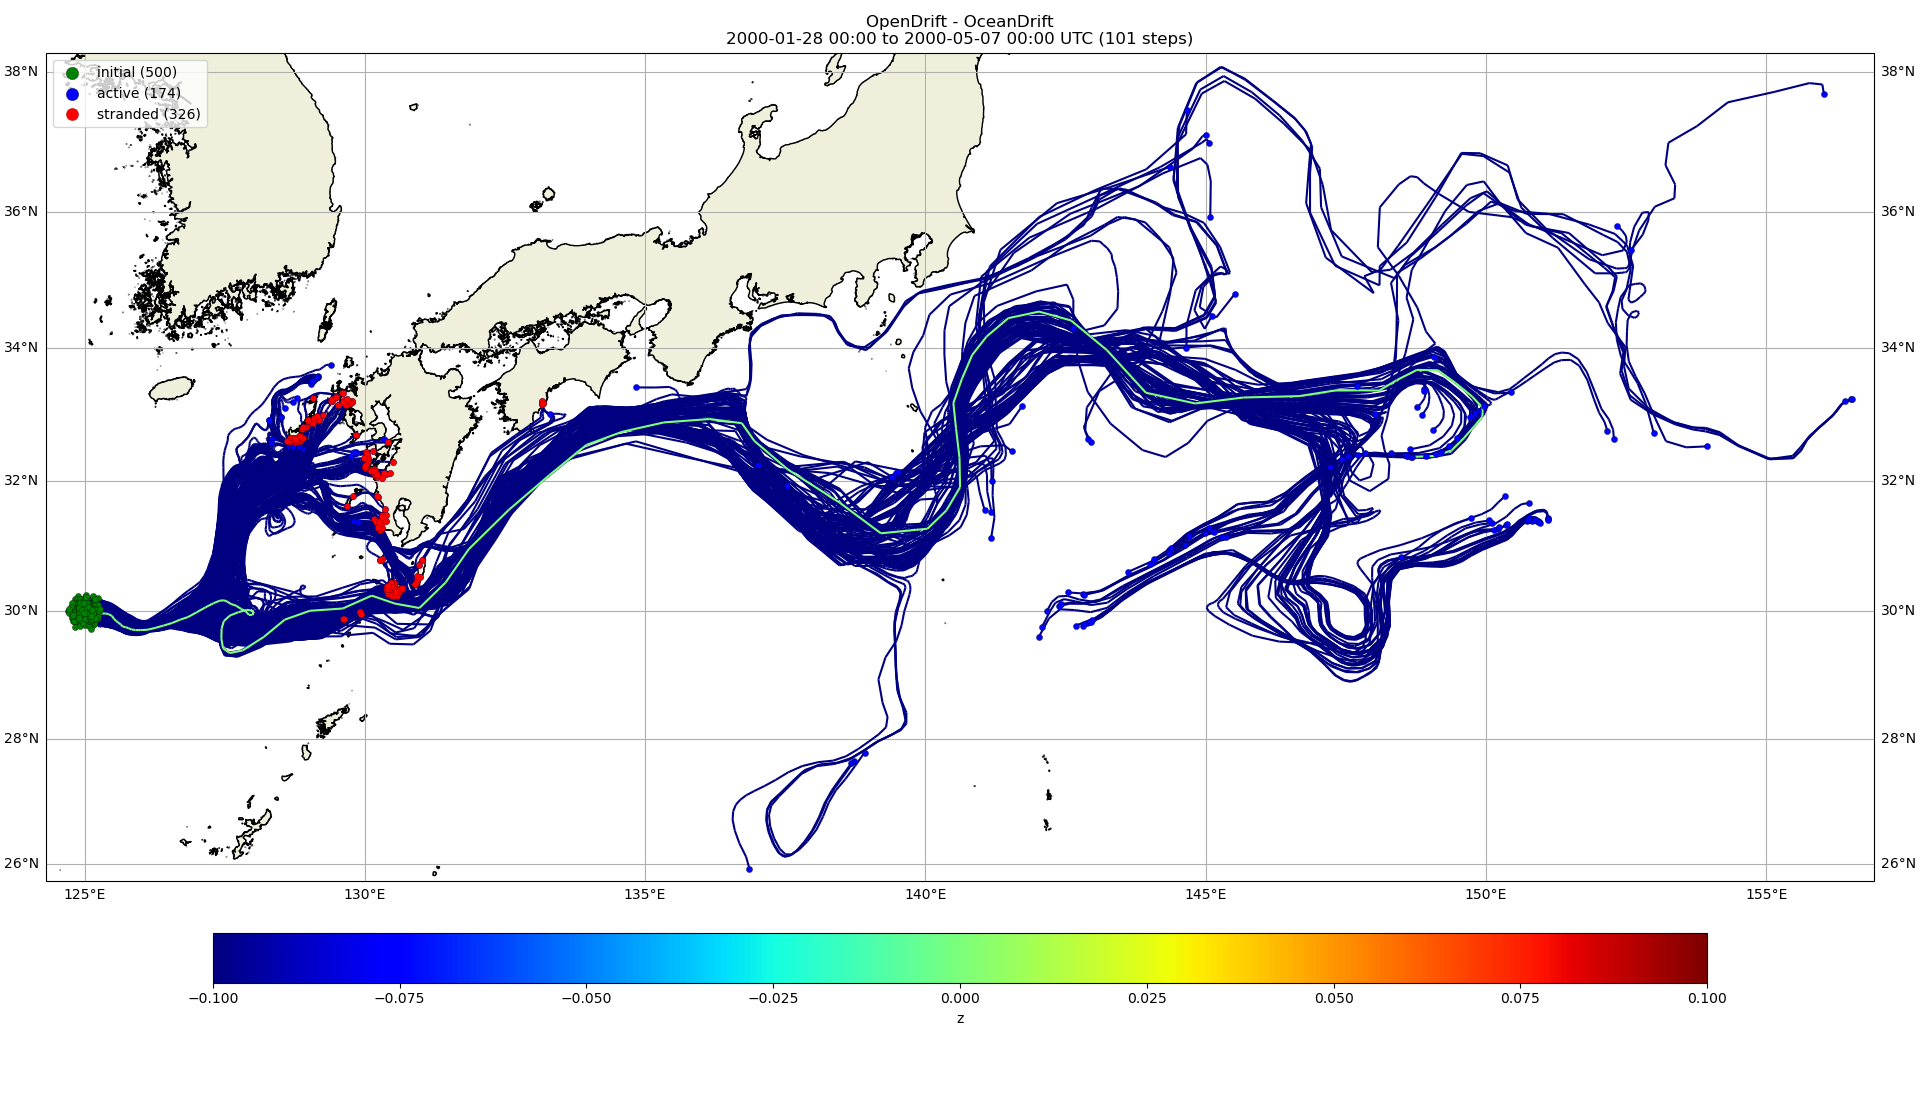 OpenDrift - OceanDrift
2000-01-28 00:00 to 2000-05-07 00:00 UTC (101 steps)
initial (500)
active (174)
stranded (326)
38°N
36°N
34°N
32°N
30°N
28°N
26°N
38°N
36°N
34°N
32°N
30°N
28°N
26°N
125°E 130°E 135°E 140°E 145°E 150°E 155°E
−0.100 −0.075 −0.050 −0.025 0.000 0.025 0.050 0.075 0.100
z